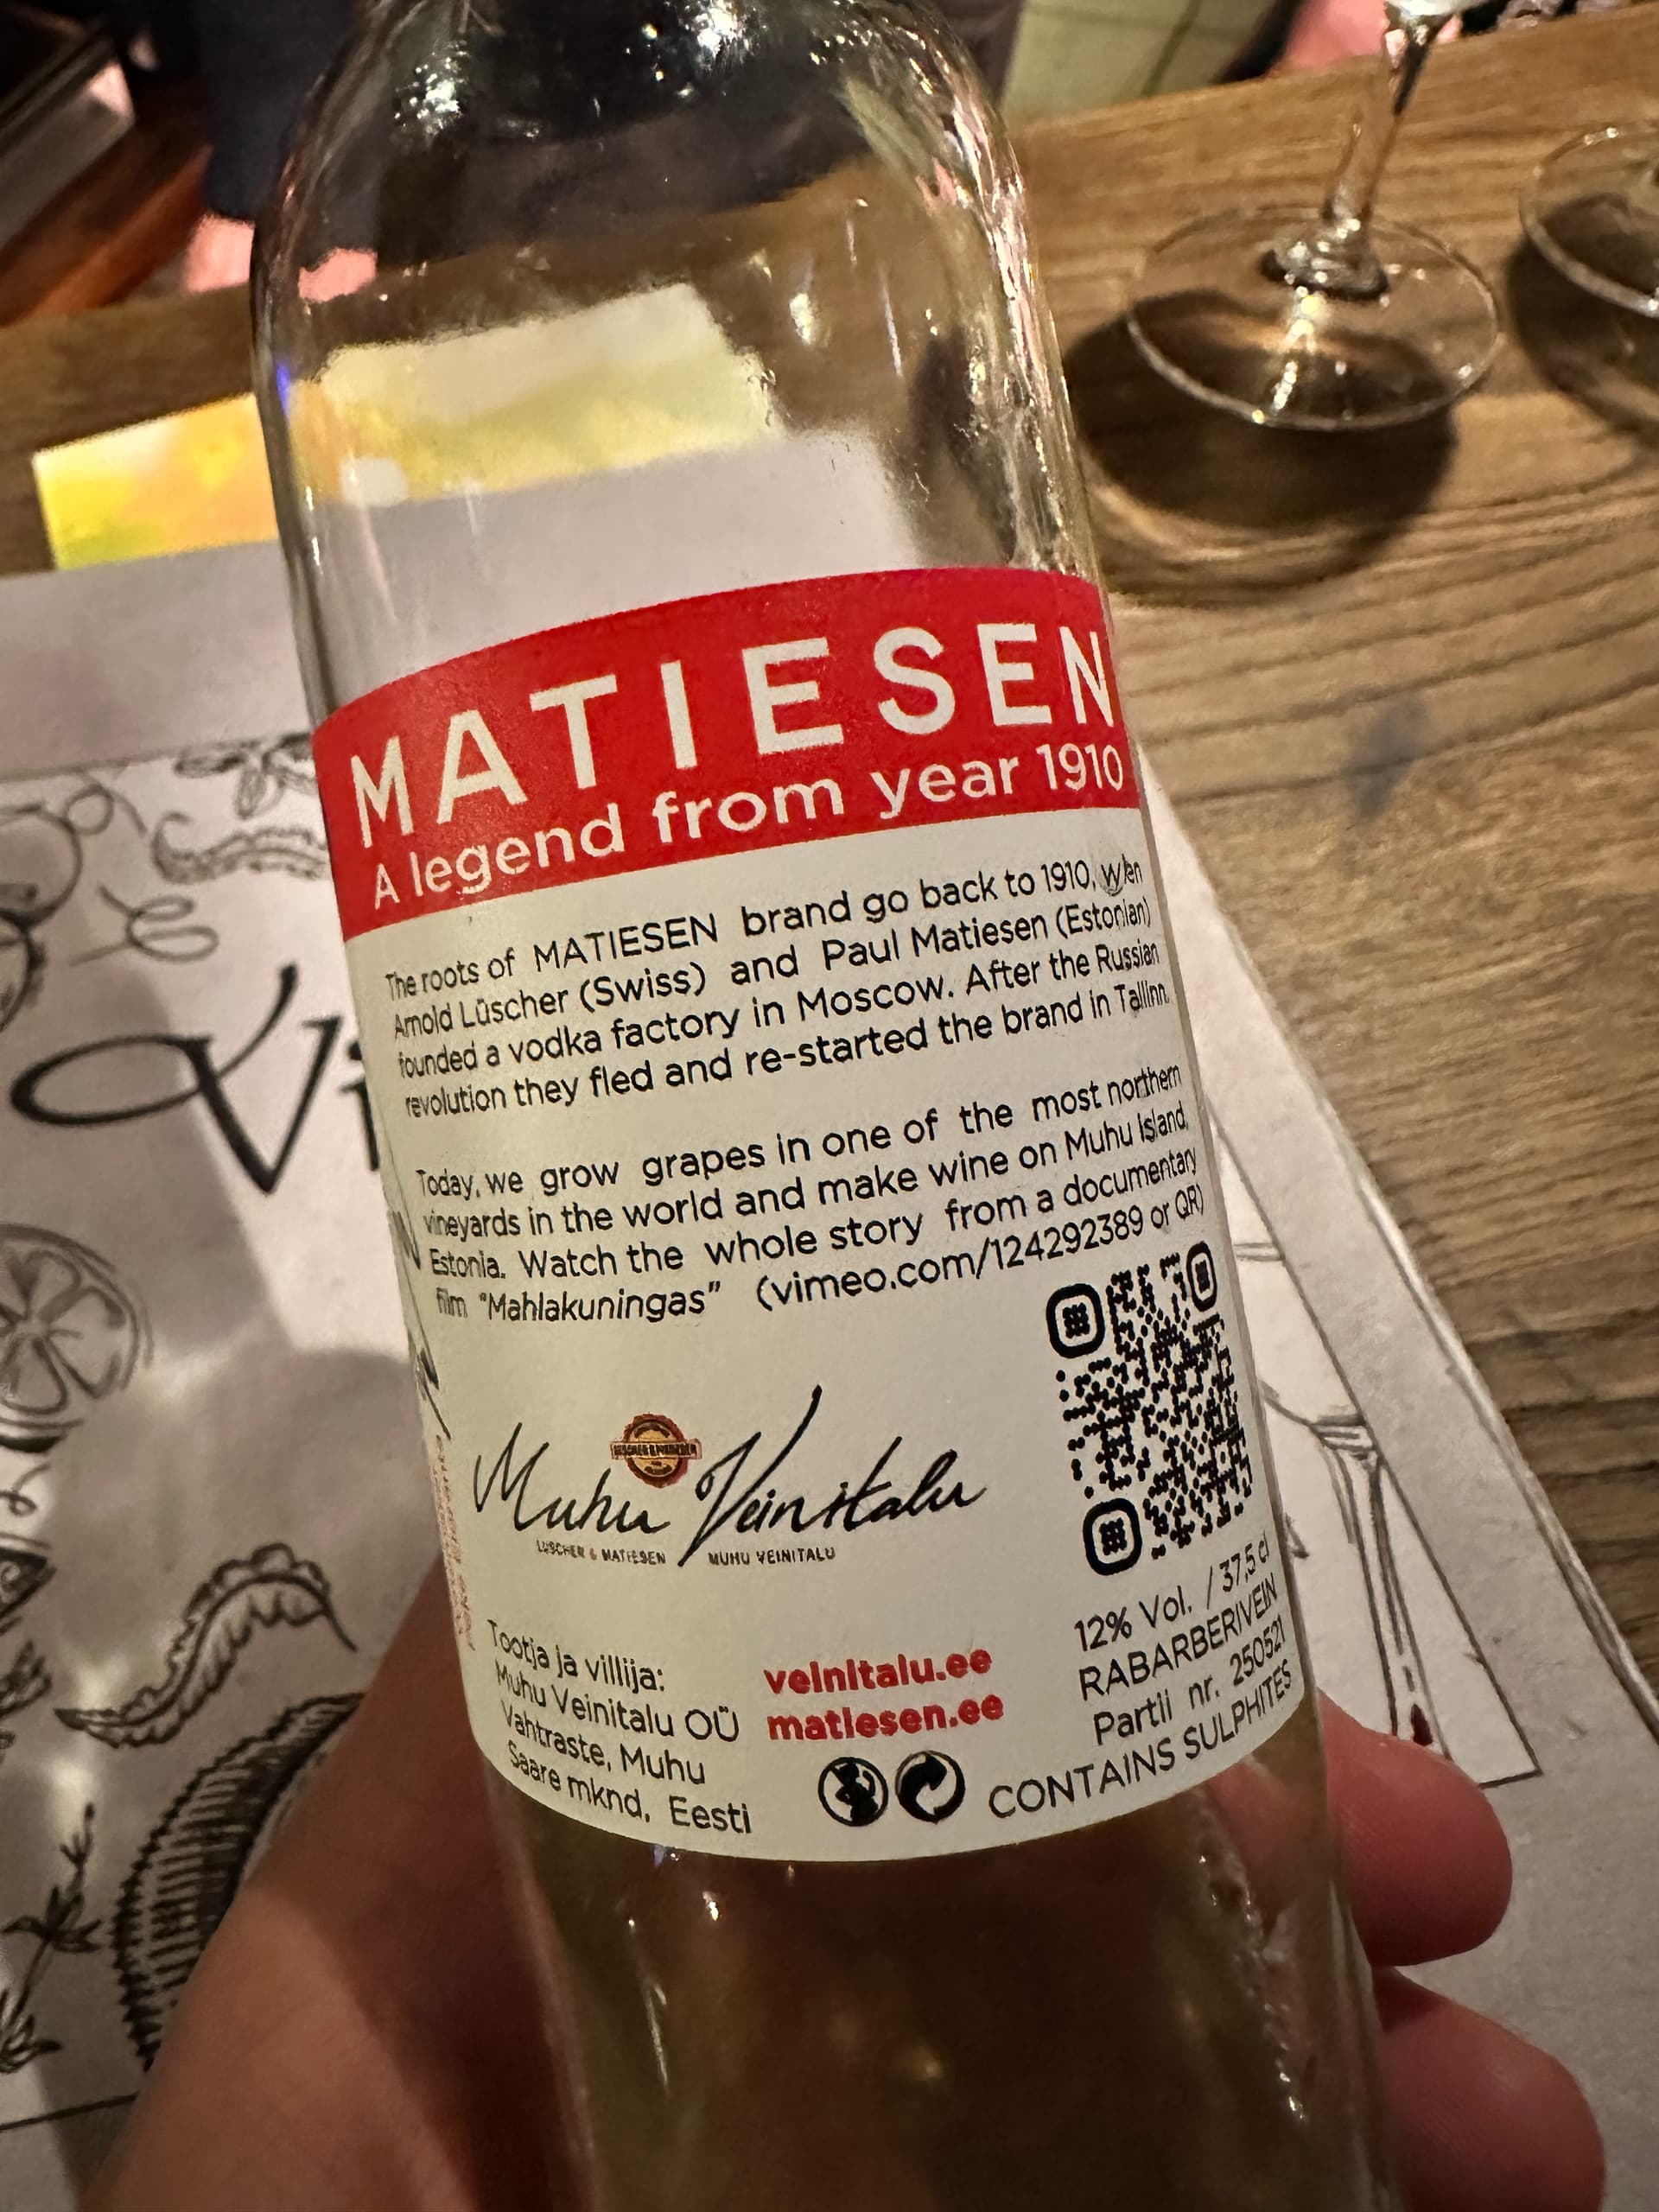 MATIESEN
A legend from year 1910
The roots of MATIESEN brand go back to 1910, when
Arnold Lüscher (Swiss) and Paul Matiesen (Estonian)
founded a vodka factory in Moscow. After the Russian
revolution they fled and re-started the brand in Tallinn.
Today, we grow grapes in one of the most northern
vineyards in the world and make wine on Muhu Island,
Estonia. Watch the whole story from a documentary
film "Mahlakuningas" (vimeo.com/124292389 or QR)
Muhu Veinitalu
LÜSCHER & MATIESEN MUHU VEINITALU
Tootja ja villija:
Muhu Veinitalu OÜ
Vahtraste, Muhu
Saare mknd, Eesti
veinitalu.ee
matiesen.ee
12% Vol. / 37,5 cl
RABARBERIVEIN
Partii nr. 250521
CONTAINS SULPHITES
Vi